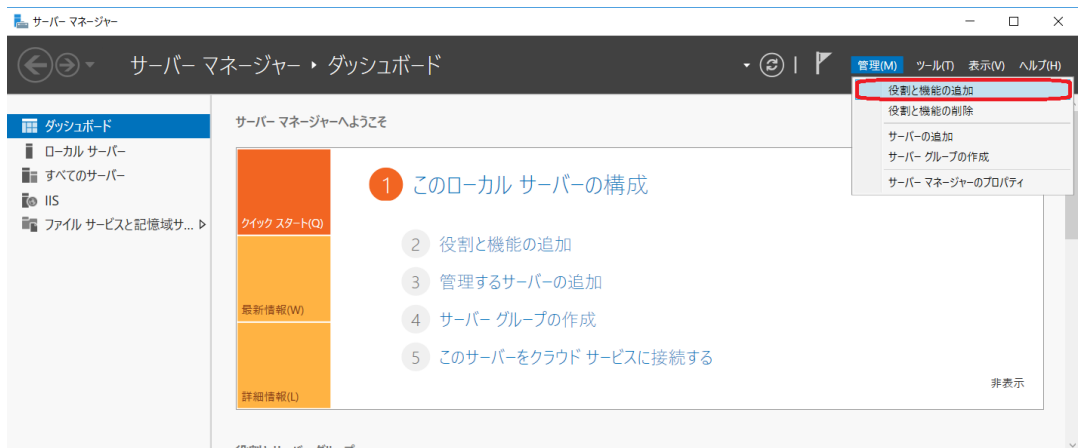 サーバー マネージャー
サーバー マネージャー ・ ダッシュボード
管理(M) ツール(T) 表示(V) ヘルプ(H)
役割と機能の追加
役割と機能の削除
サーバーの追加
サーバー グループの作成
サーバー マネージャーのプロパティ
ダッシュボード
ローカル サーバー
すべてのサーバー
IIS
ファイル サービスと記憶域サ...
サーバー マネージャーへようこそ
クイック スタート(Q)
最新情報(W)
詳細情報(L)
1 このローカル サーバーの構成
2 役割と機能の追加
3 管理するサーバーの追加
4 サーバー グループの作成
5 このサーバーをクラウド サービスに接続する
非表示